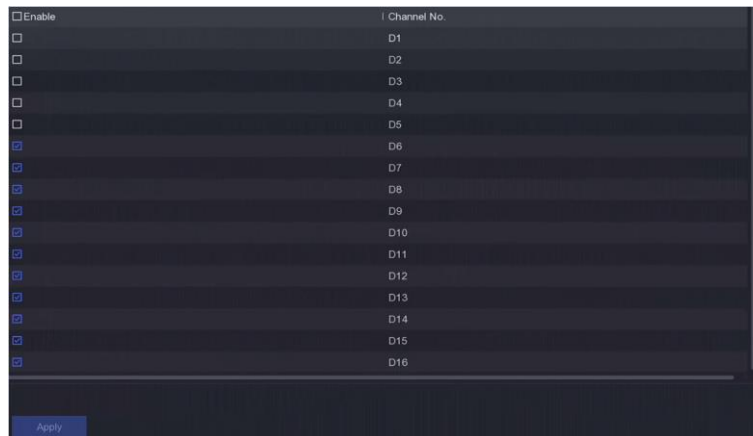 Enable | Channel No.
D1
D2
D3
D4
D5
D6
D7
D8
D9
D10
D11
D12
D13
D14
D15
D16
Apply